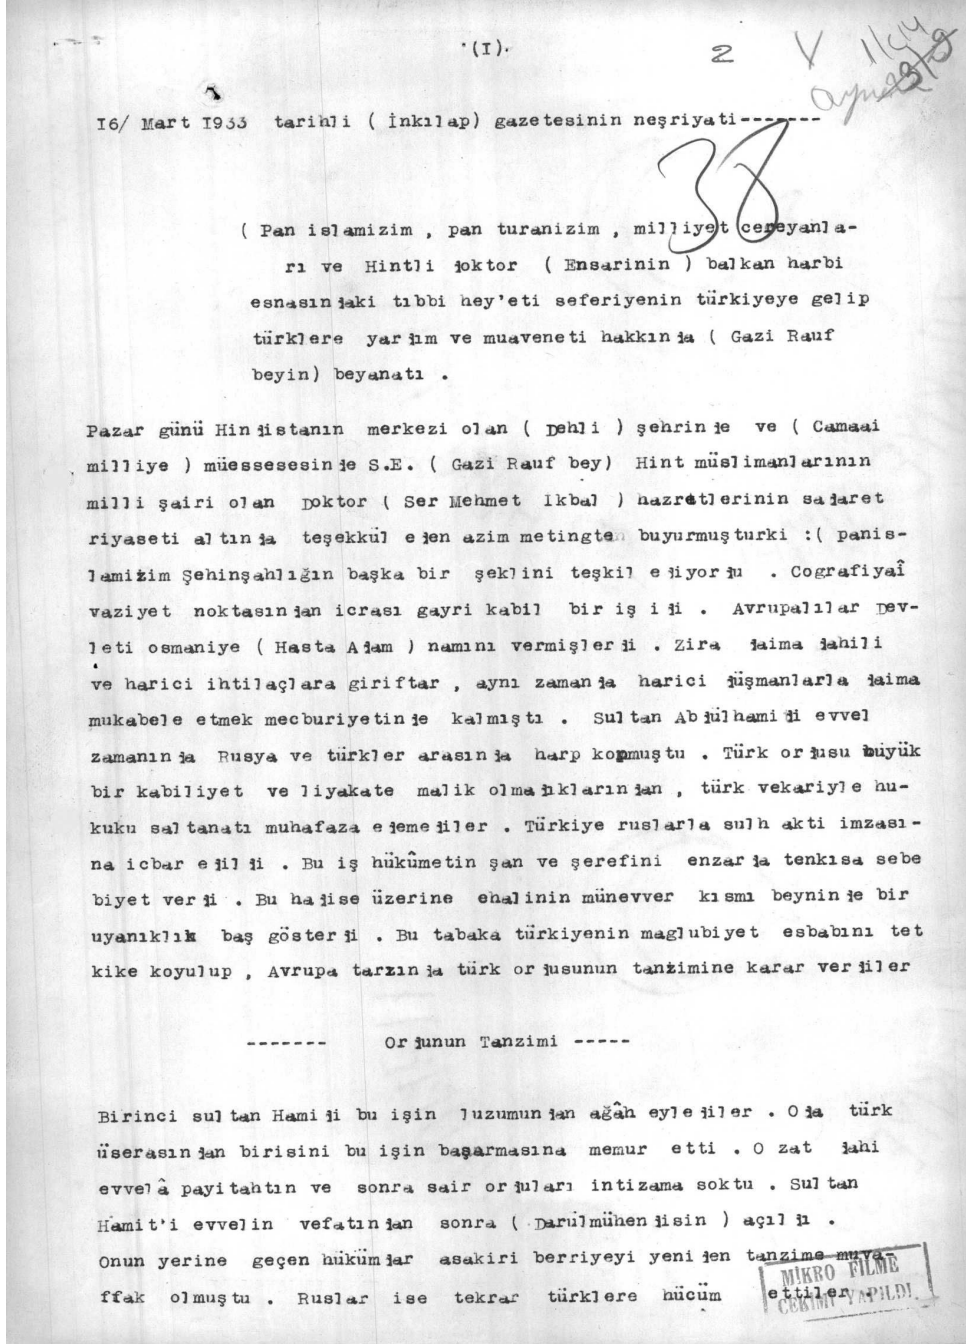 (I).
2
V
38
16/ Mart 1933 tarihli ( İnkılap) gazetesinin neşriyati-------
( Pan islamizim , pan turanizim , milliyet cereyanla-
rı ve Hintli doktor ( Ensarinin ) balkan harbi
esnasındaki tıbbi hey'eti seferiyenin türkiyeye gelip
türklere yardım ve muaveneti hakkında ( Gazi Rauf
beyin) beyanatı .
Pazar günü Hindistanın merkezi olan ( Dehli ) şehrinde ve ( Camaai
milliye ) müessesesinde S.E. ( Gazi Rauf bey) Hint müslimanlarının
milli şairi olan Doktor ( Ser Mehmet Ikbal ) hazretlerinin sadaret
riyaseti altında teşekkül eden azim metingten buyurmuşturki :( panis-
lamizim Şehinşahlığın başka bir şeklini teşkil ediyordu . Cografiyaî
vaziyet noktasından icrası gayri kabil bir iş idi . Avrupalılar Dev-
leti osmaniye ( Hasta Adam ) namını vermişlerdi . Zira daima dahili
ve harici ihtilaçlara giriftar , aynı zamanda harici düşmanlarla daima
mukabele etmek mecburiyetinde kalmıştı . Sultan Abdülhamidi evvel
zamanında Rusya ve türkler arasında harp kopmuştu . Türk ordusu büyük
bir kabiliyet ve liyakate malik olmadıklarından , türk vekariyle hu-
kuku saltanatı muhafaza edemediler . Türkiye ruslarla sulh akti imzası-
na icbar edildi . Bu iş hükûmetin şan ve şerefini enzarda tenkısa sebe
biyet verdi . Bu hadise üzerine ehalinin münevver kısmı beyninde bir
uyanıklık baş gösterdi . Bu tabaka türkiyenin maglubiyet esbabını tet
kike koyulup , Avrupa tarzında türk ordusunun tanzimine karar verdiler
------- Ordunun Tanzimi -----
Birinci sultan Hamidi bu işin luzumundan ağâh eylediler . Oda türk
üserasından birisini bu işin başarmasına memur etti . O zat dahi
evvelâ payitahtın ve sonra sair orduları intizama soktu . Sultan
Hamit'i evvelin vefatından sonra ( Darülmühendisin ) açıldı .
Onun yerine geçen hükümdar asakiri berriyeyi yeniden tanzime muva-
ffak olmuştu . Ruslar ise tekrar türklere hücüm ettiler .
MİKRO FİLME
ÇEKİMİ YAPILDI.